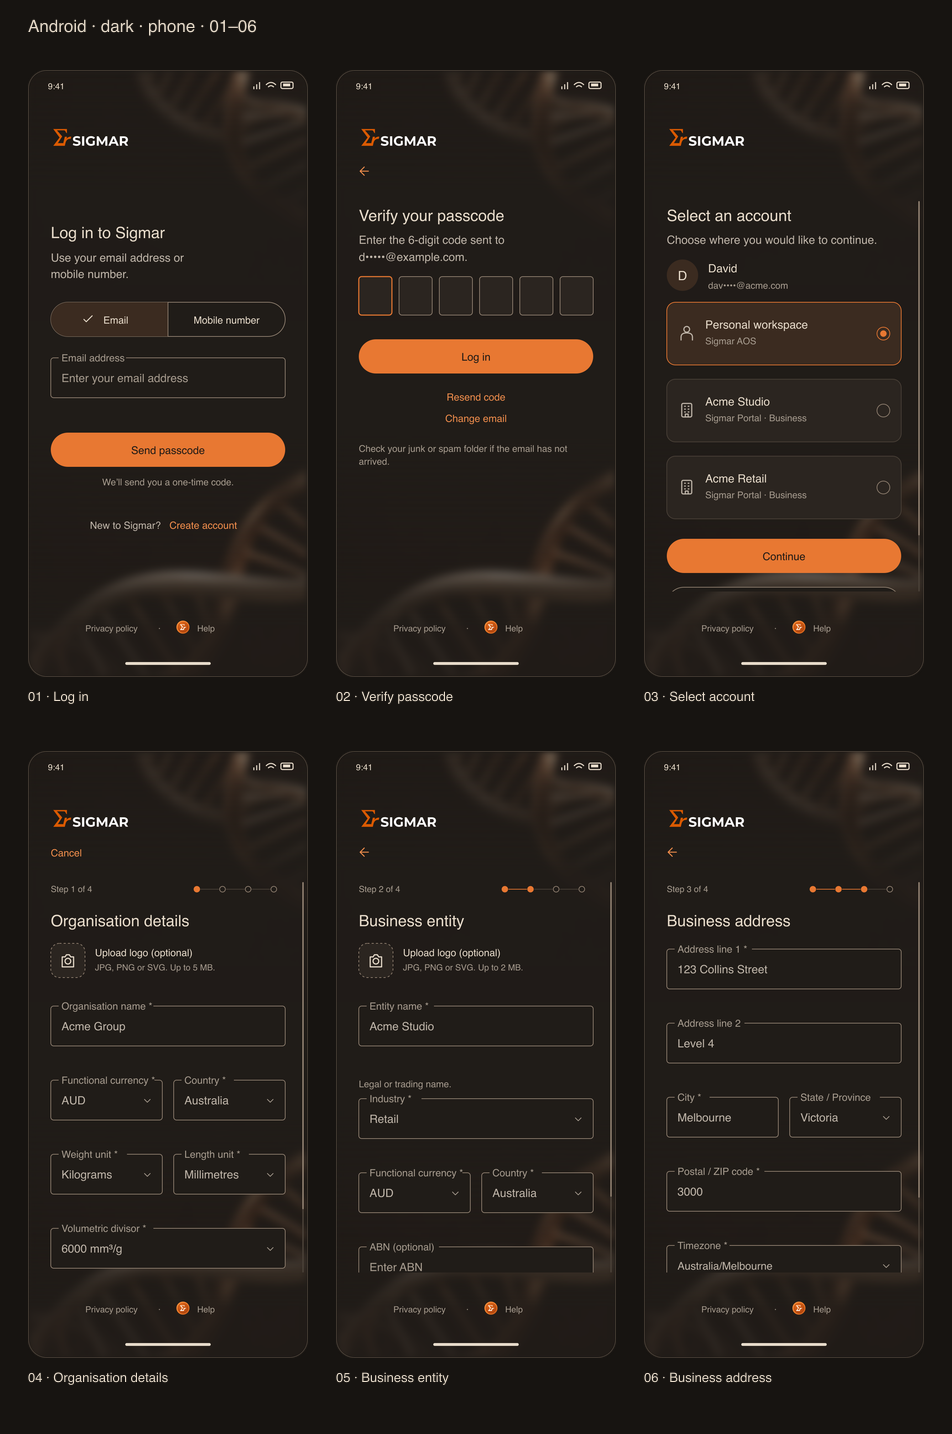 Android · dark · phone · 01–06
9:41
SIGMAR
Log in to Sigmar
Use your email address or
mobile number.
Email
Mobile number
Email address
Enter your email address
Send passcode
We'll send you a one-time code.
New to Sigmar? Create account
Privacy policy · Help
01 · Log in
9:41
SIGMAR
Verify your passcode
Enter the 6-digit code sent to
d•••••@example.com.
Log in
Resend code
Change email
Check your junk or spam folder if the email has not
arrived.
Privacy policy · Help
02 · Verify passcode
9:41
SIGMAR
Select an account
Choose where you would like to continue.
D
David
dav••••@acme.com
Personal workspace
Sigmar AOS
Acme Studio
Sigmar Portal · Business
Acme Retail
Sigmar Portal · Business
Continue
Privacy policy · Help
03 · Select account
9:41
SIGMAR
Cancel
Step 1 of 4
Organisation details
Upload logo (optional)
JPG, PNG or SVG. Up to 5 MB.
Organisation name *
Acme Group
Functional currency *
AUD
Country *
Australia
Weight unit *
Kilograms
Length unit *
Millimetres
Volumetric divisor *
6000 mm³/g
Privacy policy · Help
04 · Organisation details
9:41
SIGMAR
Step 2 of 4
Business entity
Upload logo (optional)
JPG, PNG or SVG. Up to 2 MB.
Entity name *
Acme Studio
Legal or trading name.
Industry *
Retail
Functional currency *
AUD
Country *
Australia
ABN (optional)
Enter ABN
Privacy policy · Help
05 · Business entity
9:41
SIGMAR
Step 3 of 4
Business address
Address line 1 *
123 Collins Street
Address line 2
Level 4
City *
Melbourne
State / Province
Victoria
Postal / ZIP code *
3000
Timezone *
Australia/Melbourne
Privacy policy · Help
06 · Business address